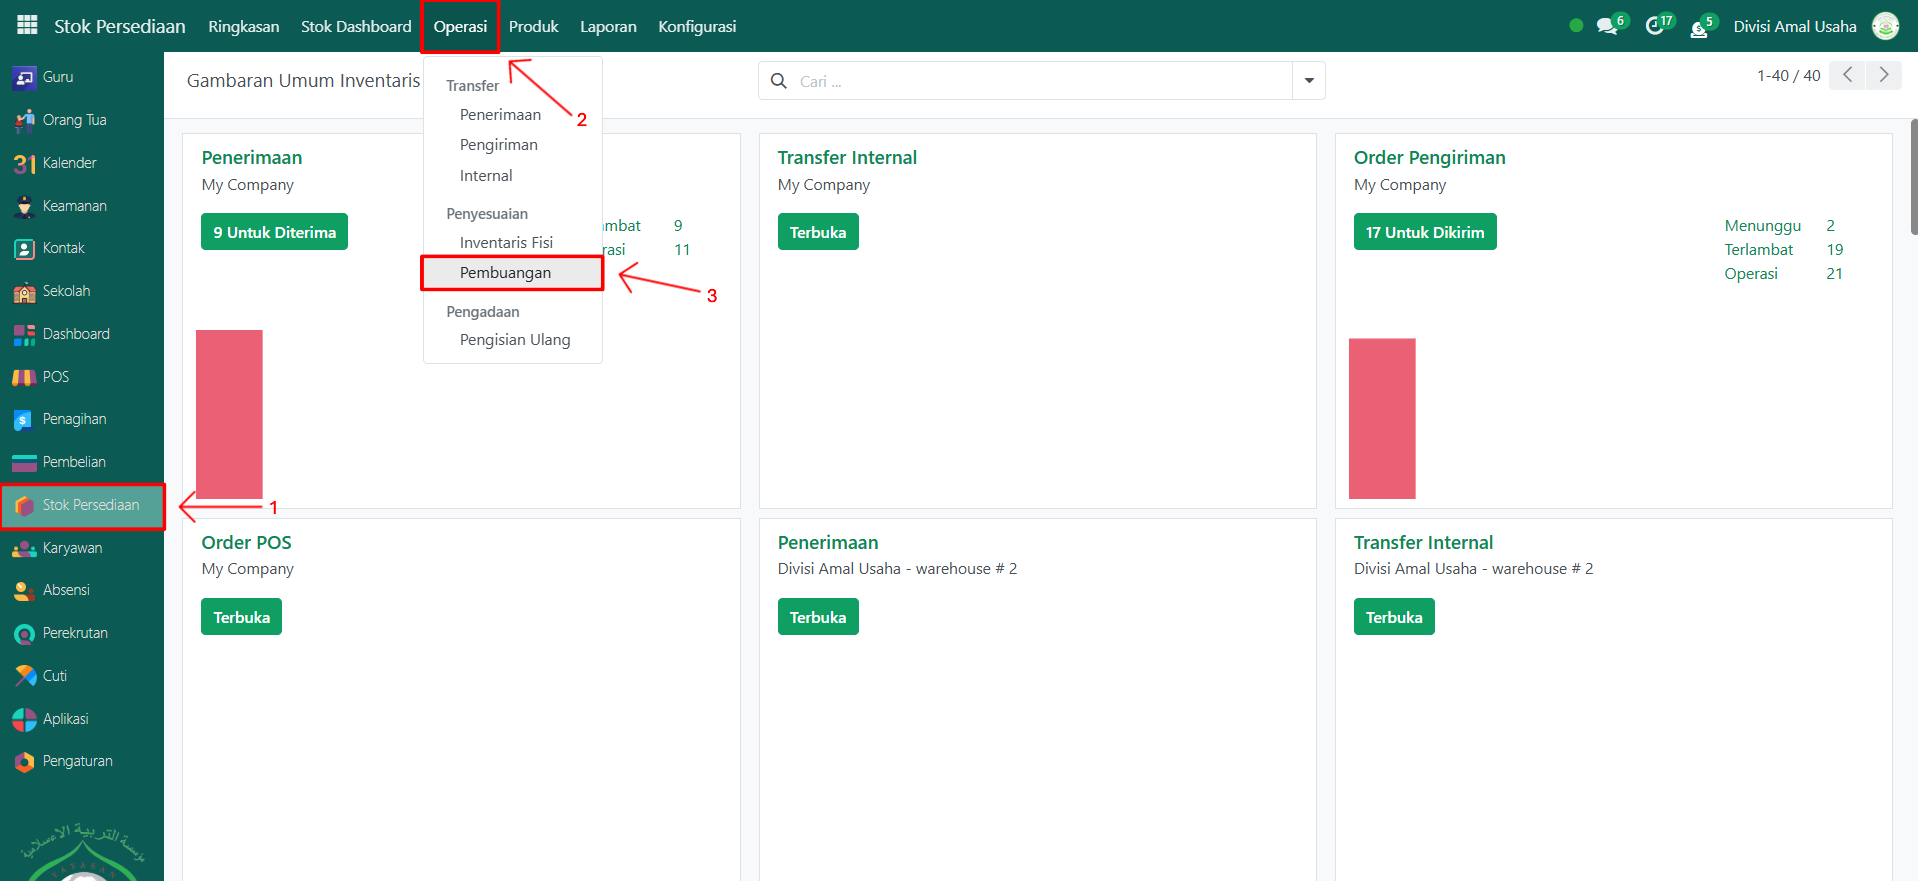 Stok Persediaan Ringkasan Stok Dashboard Operasi Produk Laporan Konfigurasi 6 17 5 Divisi Amal Usaha
Guru
Orang Tua
31 Kalender
Keamanan
Kontak
Sekolah
Dashboard
POS
Penagihan
Pembelian
Stok Persediaan
Karyawan
Absensi
Perekrutan
Cuti
Aplikasi
Pengaturan
مؤسسة التربية الإسلامية
YAYASAN
Gambaran Umum Inventaris
Cari ...
1-40 / 40
Transfer
Penerimaan
Pengiriman
Internal
Penyesuaian
Inventaris Fisi
Pembuangan
Pengadaan
Pengisian Ulang
1
2
3
Penerimaan
My Company
9 Untuk Diterima
mbat 9
rasi 11
Transfer Internal
My Company
Terbuka
Order Pengiriman
My Company
17 Untuk Dikirim
Menunggu 2
Terlambat 19
Operasi 21
Order POS
My Company
Terbuka
Penerimaan
Divisi Amal Usaha - warehouse # 2
Terbuka
Transfer Internal
Divisi Amal Usaha - warehouse # 2
Terbuka